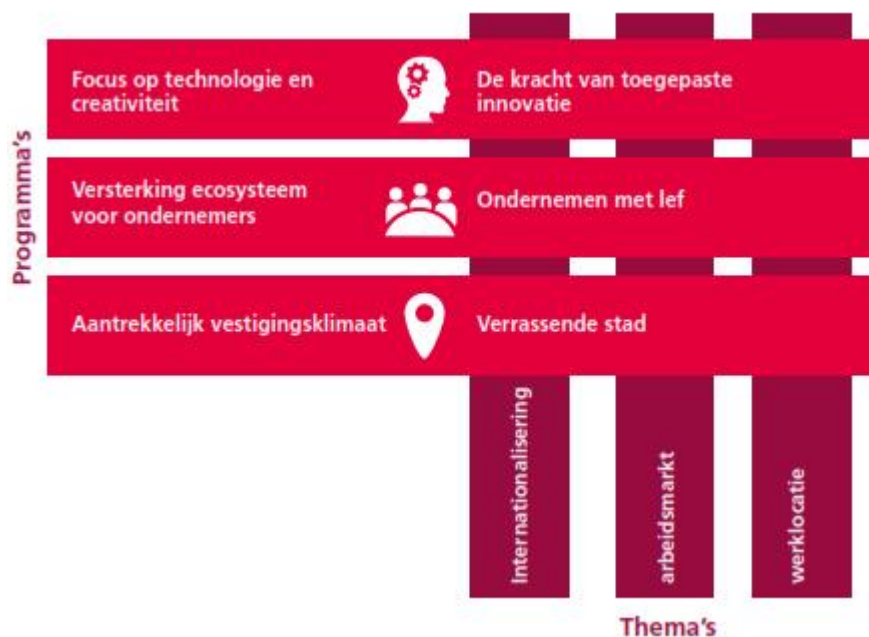 Programma's
Focus op technologie en
creativiteit
De kracht van toegepaste
innovatie
Versterking ecosysteem
voor ondernemers
Ondernemen met lef
Aantrekkelijk vestigingsklimaat
Verrassende stad
Internationalisering
arbeidsmarkt
werklocatie
Thema's